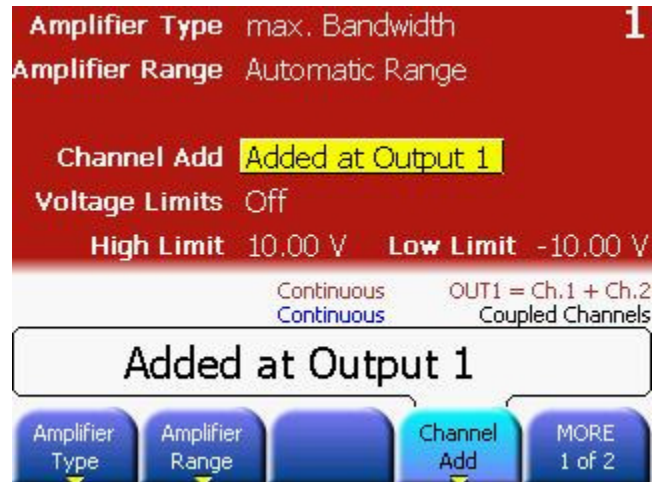 Amplifier Type max. Bandwidth 1
Amplifier Range Automatic Range
Channel Add Added at Output 1
Voltage Limits Off
High Limit 10.00 V Low Limit -10.00 V
Continuous OUT1 = Ch.1 + Ch.2
Continuous Coupled Channels
Added at Output 1
Amplifier Type
Amplifier Range
Channel Add
MORE 1 of 2